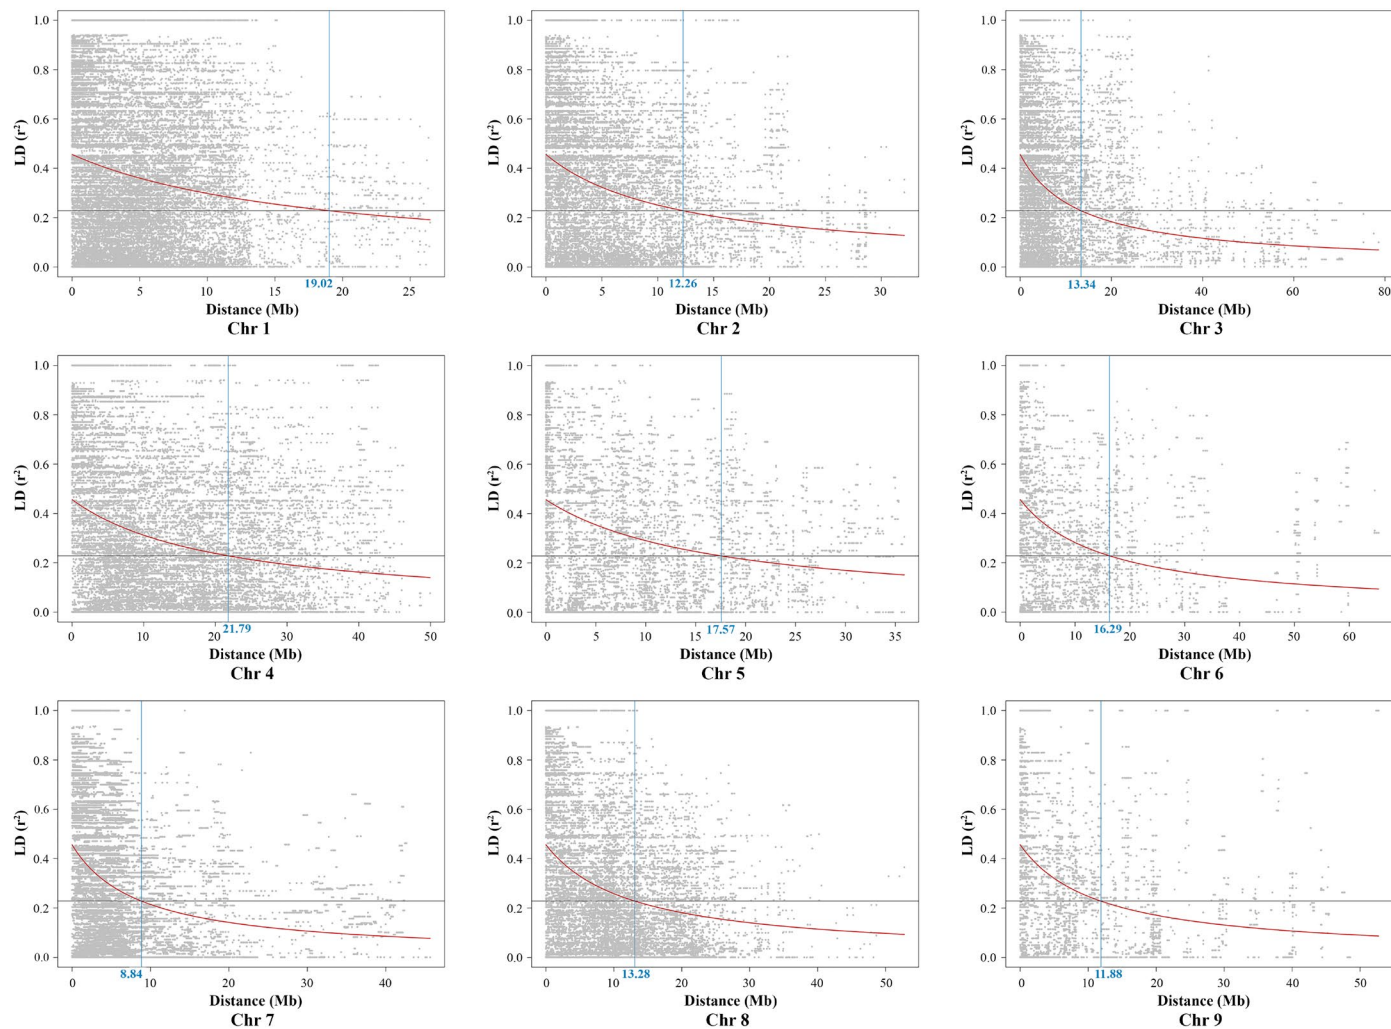 1.0
0.8
0.6
0.4
0.2
0.0
LD (r²)
0 5 10 15 20 25
19.02
Distance (Mb)
Chr 1
1.0
0.8
0.6
0.4
0.2
0.0
LD (r²)
0 5 10 15 20 25 30
12.26
Distance (Mb)
Chr 2
1.0
0.8
0.6
0.4
0.2
0.0
LD (r²)
0 20 40 60 80
13.34
Distance (Mb)
Chr 3
1.0
0.8
0.6
0.4
0.2
0.0
LD (r²)
0 10 20 30 40 50
21.79
Distance (Mb)
Chr 4
1.0
0.8
0.6
0.4
0.2
0.0
LD (r²)
0 5 10 15 20 25 30 35
17.57
Distance (Mb)
Chr 5
1.0
0.8
0.6
0.4
0.2
0.0
LD (r²)
0 10 20 30 40 50 60
16.29
Distance (Mb)
Chr 6
1.0
0.8
0.6
0.4
0.2
0.0
LD (r²)
0 10 20 30 40
8.84
Distance (Mb)
Chr 7
1.0
0.8
0.6
0.4
0.2
0.0
LD (r²)
0 10 20 30 40 50
13.28
Distance (Mb)
Chr 8
1.0
0.8
0.6
0.4
0.2
0.0
LD (r²)
0 10 20 30 40 50
11.88
Distance (Mb)
Chr 9